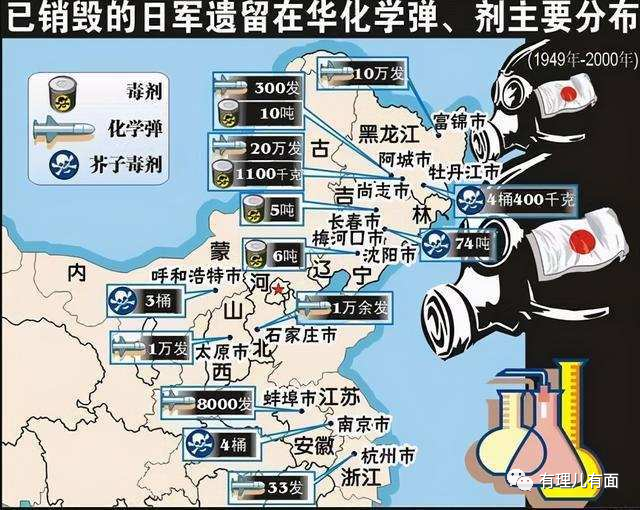 已销毁的日军遗留在华化学弹、剂主要分布
(1949年-2000年)
毒剂
化学弹
芥子毒剂
300发
10吨
20万发
1100千克
5吨
6吨
10万发
黑龙江
富锦市
阿城市
牡丹江市
尚志市
4桶400千克
古
吉
林
长春市
梅河口市
74吨
沈阳市
蒙
辽
宁
内
呼和浩特市
河
3桶
1万余发
山
石家庄市
北
1万发
太原市
西
8000发
蚌埠市
江苏
4桶
南京市
安徽
杭州市
33发
浙江
有理儿有面